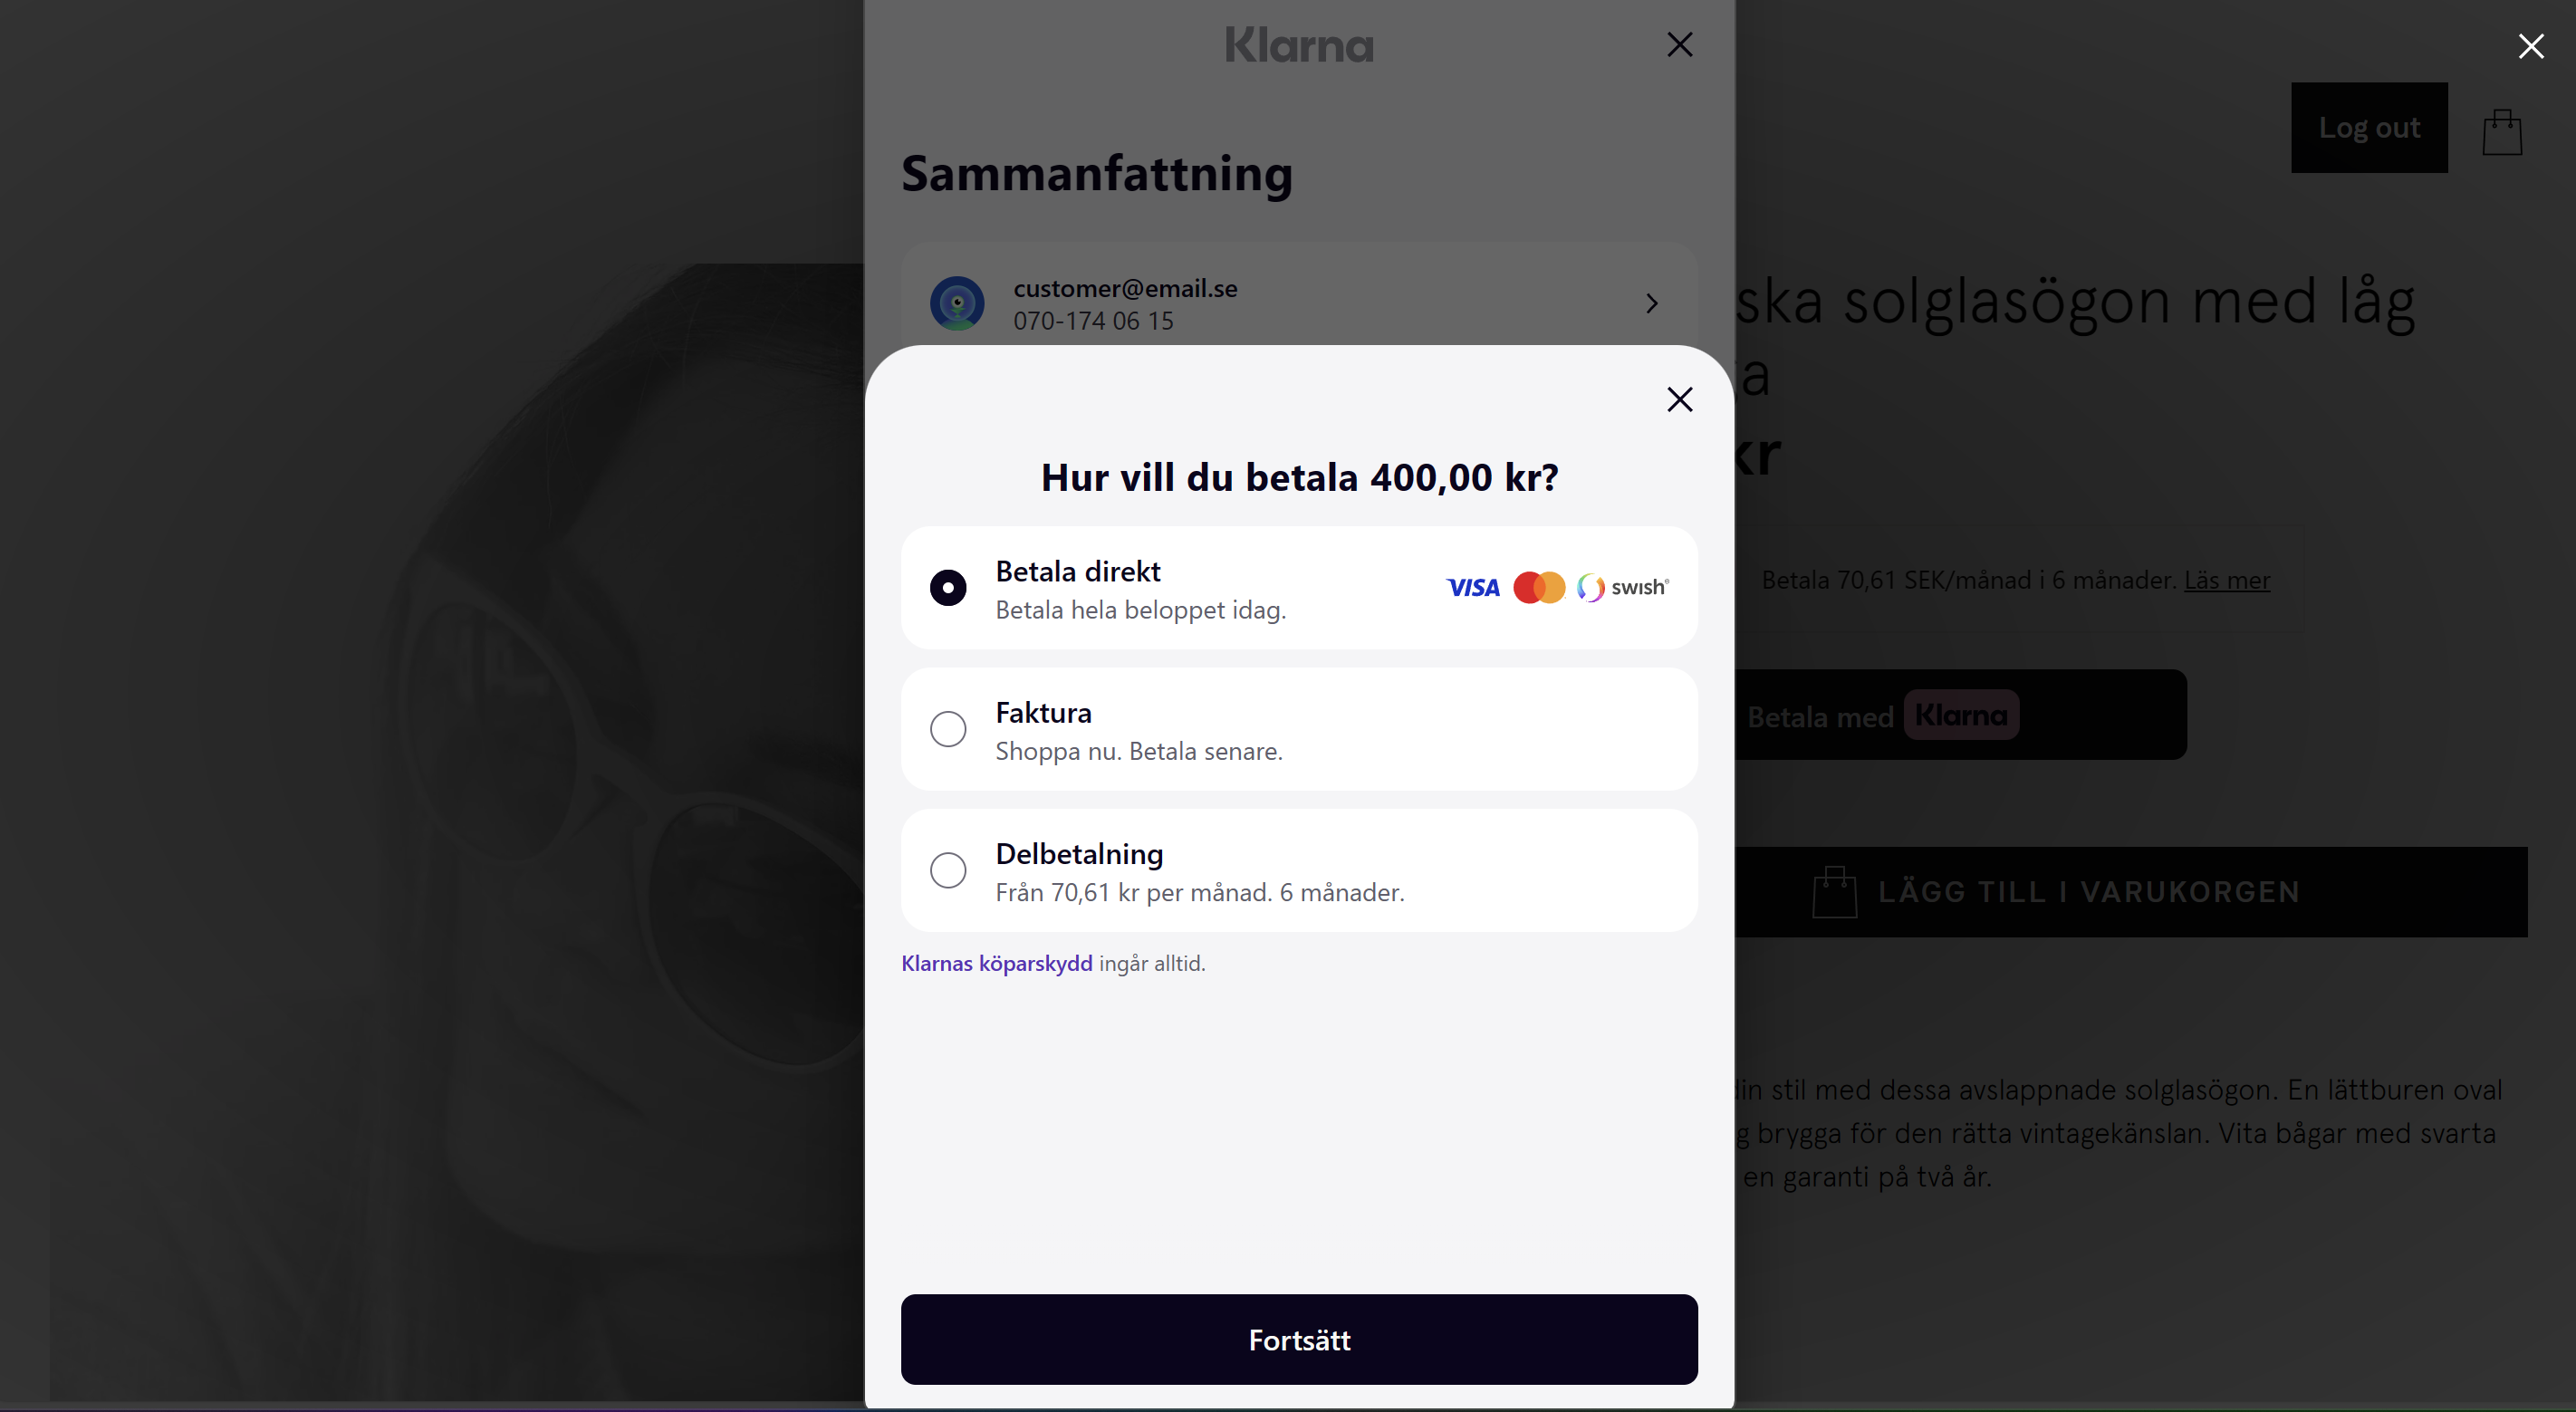 Klarna
Log out
Sammanfattning
customer@email.se
070-174 06 15
ska solglasögon med låg
a
kr
Hur vill du betala 400,00 kr?
Betala direkt
Betala hela beloppet idag.
VISA
swish
Faktura
Shoppa nu. Betala senare.
Delbetalning
Från 70,61 kr per månad. 6 månader.
Klarnas köparskydd ingår alltid.
Fortsätt
Betala 70,61 SEK/månad i 6 månader. Läs mer
Betala med Klarna
LÄGG TILL I VARUKORGEN
din stil med dessa avslappnade solglasögon. En lättburen oval
g brygga för den rätta vintagekänslan. Vita bågar med svarta
en garanti på två år.